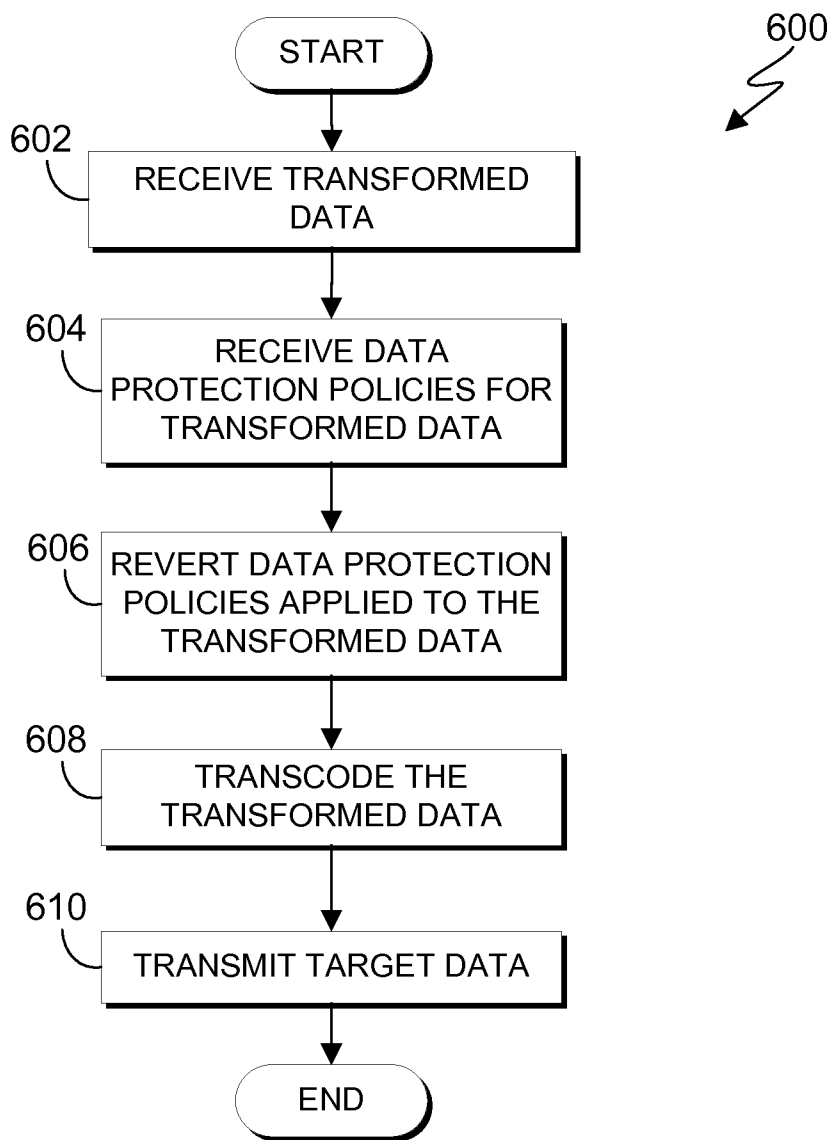 START
600
602
RECEIVE TRANSFORMED
DATA
604
RECEIVE DATA
PROTECTION POLICIES FOR
TRANSFORMED DATA
606
REVERT DATA PROTECTION
POLICIES APPLIED TO THE
TRANSFORMED DATA
608
TRANSCODE THE
TRANSFORMED DATA
610
TRANSMIT TARGET DATA
END